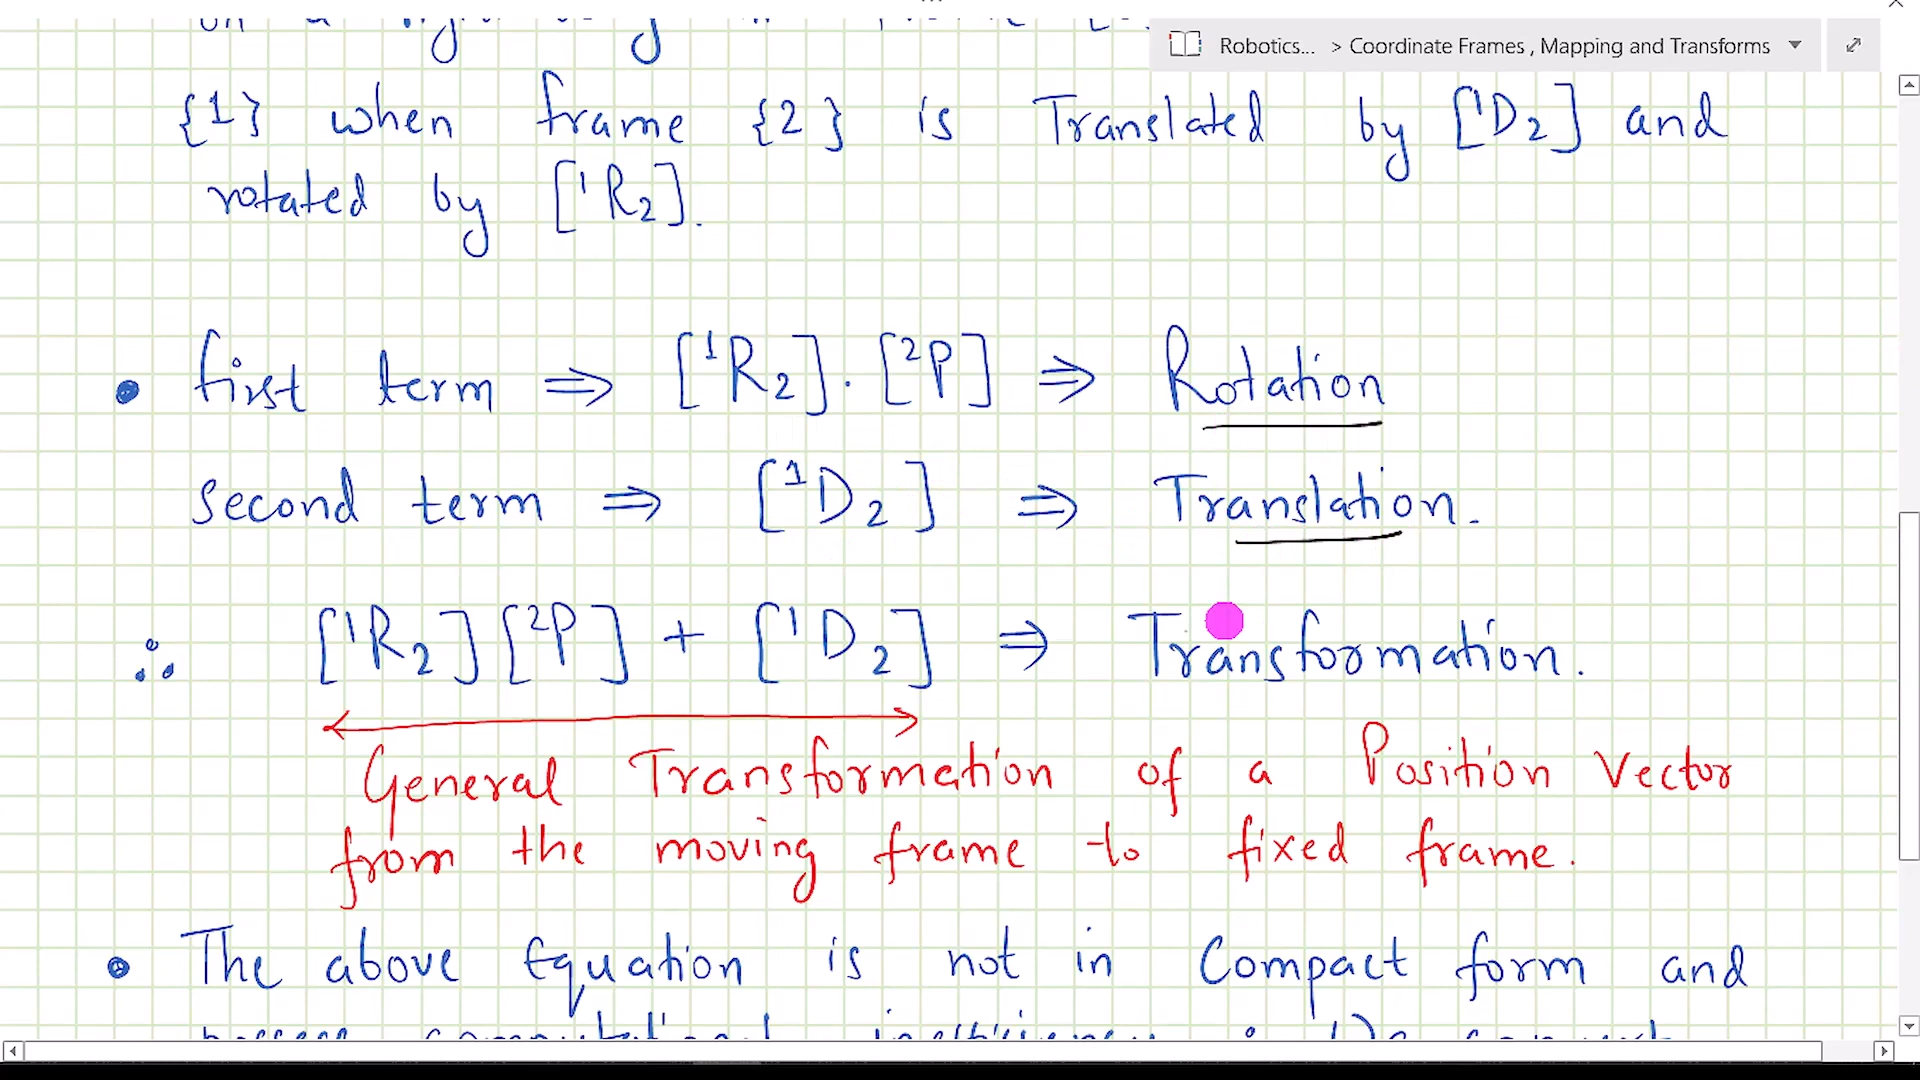 Robotics... > Coordinate Frames , Mapping and Transforms
{1} when frame {2} is Translated by [¹D₂] and
rotated by [¹R₂].
• first term ⇒ [¹R₂]·[²P] ⇒ Rotation
Second term ⇒ [¹D₂] ⇒ Translation.
∴ [¹R₂][²P] + [¹D₂] ⇒ Transformation.
General Transformation of a Position Vector
from the moving frame to fixed frame.
• The above Equation is not in Compact form and